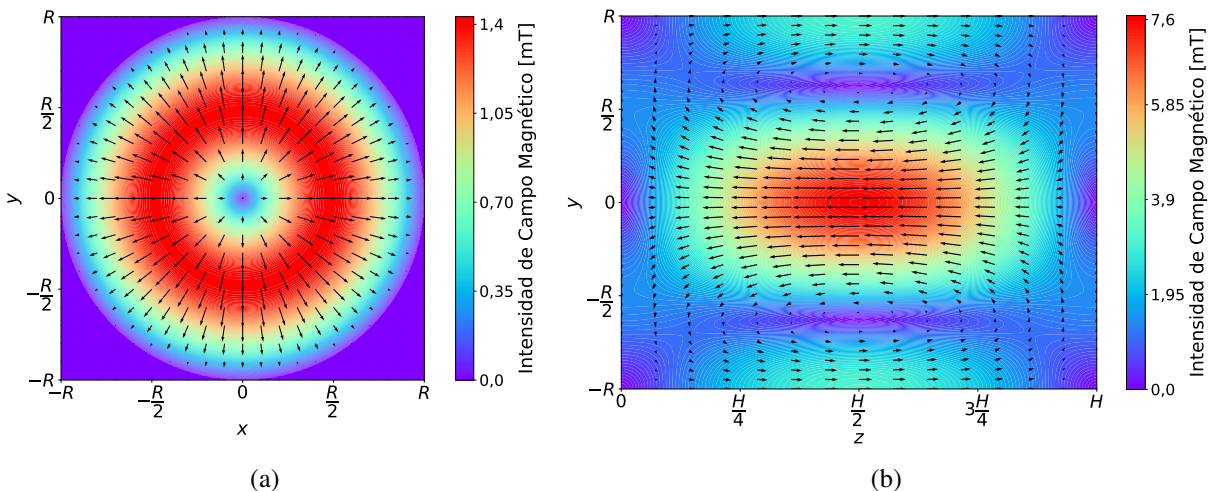 R
R/2
0
−R/2
−R
y
−R
−R/2
0
R/2
R
x
1,4
1,05
0,70
0,35
0,0
Intensidad de Campo Magnético [mT]
(a)
R
R/2
0
−R/2
−R
y
0
H/4
H/2
3H/4
H
z
7,6
5,85
3,9
1,95
0,0
Intensidad de Campo Magnético [mT]
(b)